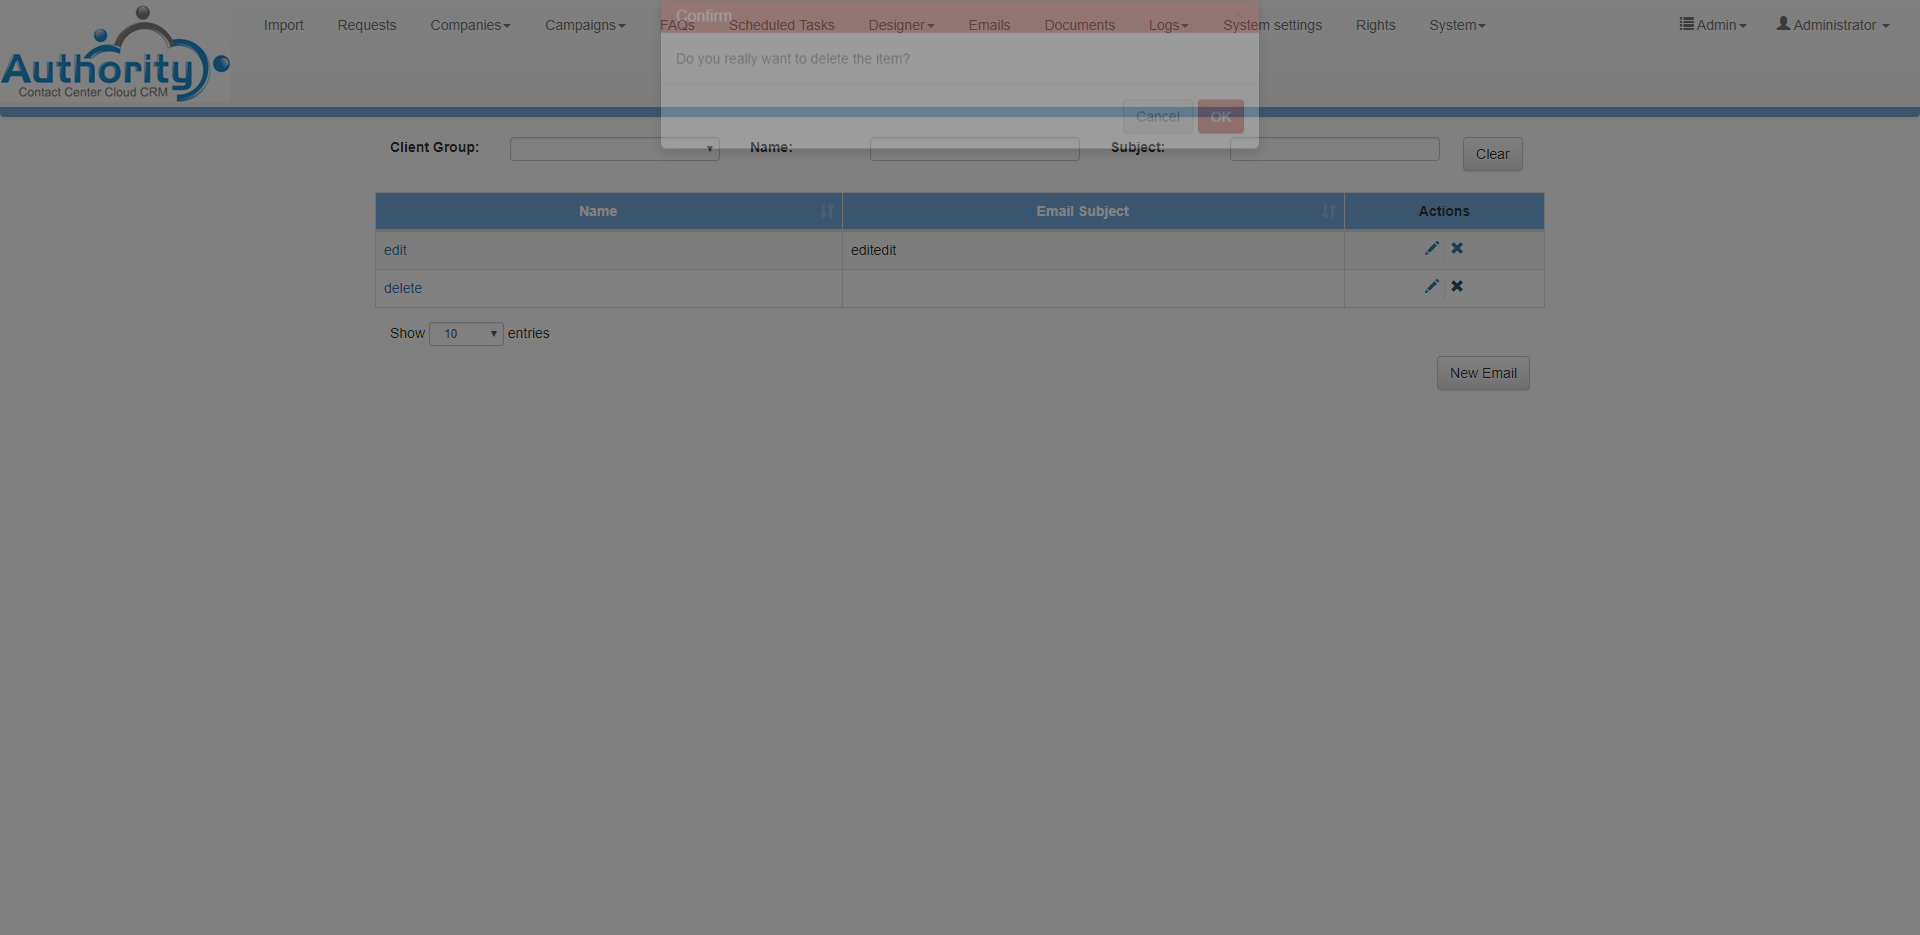 Authority
Contact Center Cloud CRM
Import Requests Companies Campaigns FAQs Scheduled Tasks Designer Emails Documents Logs System settings Rights System Admin Administrator
Confirm
Do you really want to delete the item?
Cancel OK
Client Group: Name: Subject: Clear
Name Email Subject Actions
edit editedit
delete
Show 10 entries
New Email